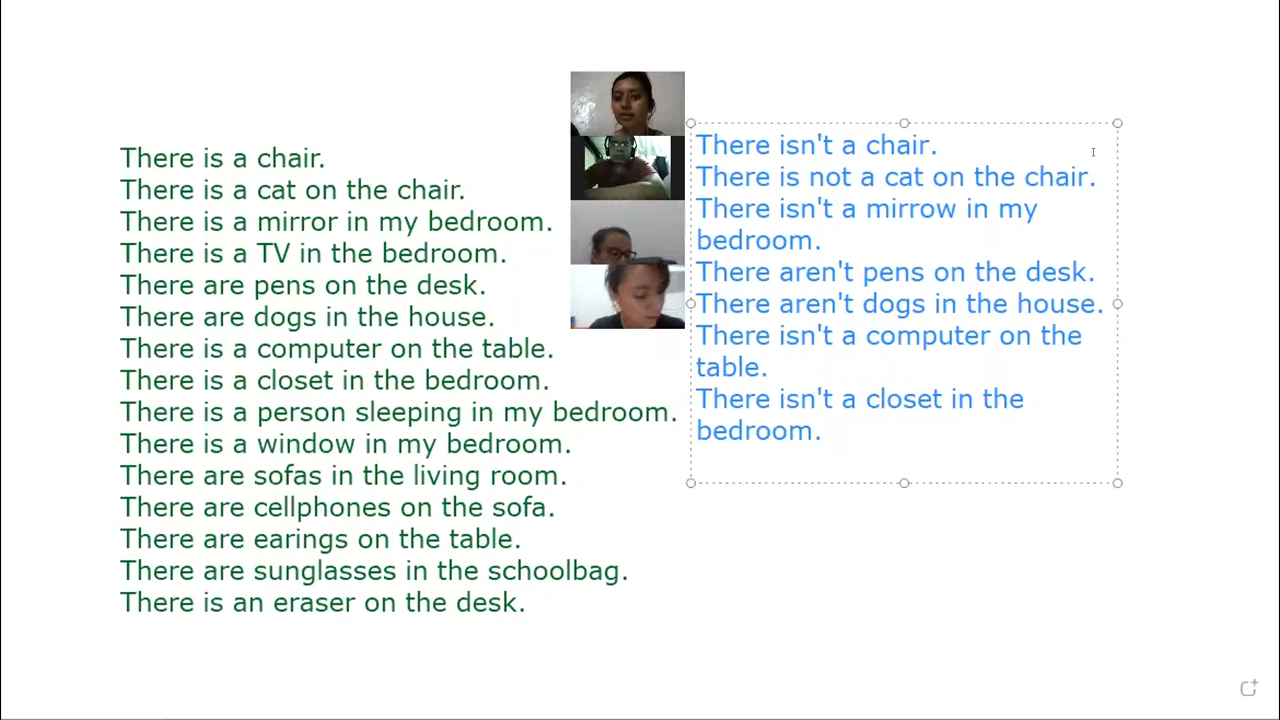 There is a chair.
There is a cat on the chair.
There is a mirror in my bedroom.
There is a TV in the bedroom.
There are pens on the desk.
There are dogs in the house.
There is a computer on the table.
There is a closet in the bedroom.
There is a person sleeping in my bedroom.
There is a window in my bedroom.
There are sofas in the living room.
There are cellphones on the sofa.
There are earings on the table.
There are sunglasses in the schoolbag.
There is an eraser on the desk.
There isn't a chair.
There is not a cat on the chair.
There isn't a mirrow in my
bedroom.
There aren't pens on the desk.
There aren't dogs in the house.
There isn't a computer on the
table.
There isn't a closet in the
bedroom.